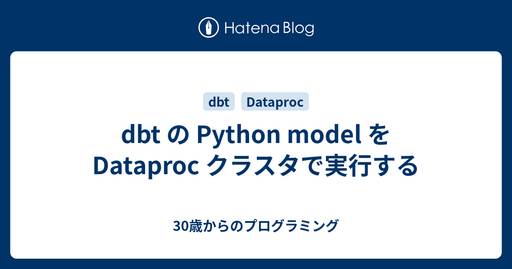 Hatena Blog
dbt Dataproc
dbt の Python model を
Dataproc クラスタで実行する
30歳からのプログラミング